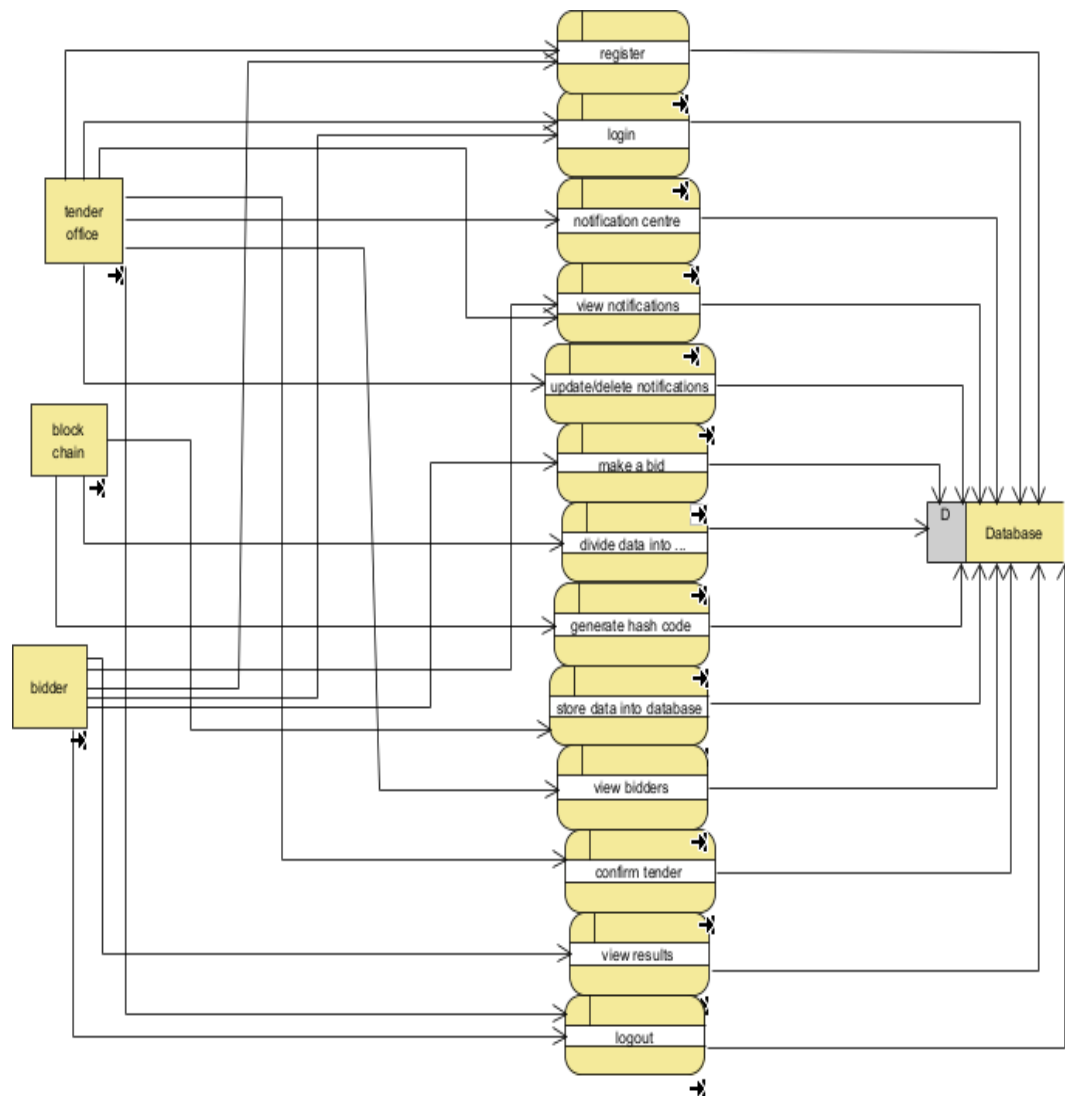 register
login
tender
office
notification centre
view notifications
update/delete notifications
block
chain
make a bid
D
Database
divide data into ...
generate hash code
bidder
store data into database
view bidders
confirm tender
view results
logout